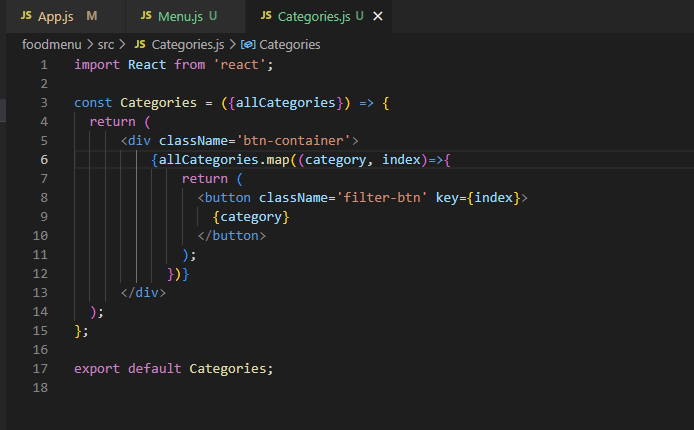 JS App.js M JS Menu.js U JS Categories.js U ×
foodmenu > src > JS Categories.js > Categories
1 import React from 'react';
2
3 const Categories = ({allCategories}) => {
4   return (
5       <div className='btn-container'>
6           {allCategories.map((category, index)=>{
7               return (
8                 <button className='filter-btn' key={index}>
9                   {category}
10                 </button>
11               );
12             })}
13       </div>
14   );
15 };
16
17 export default Categories;
18